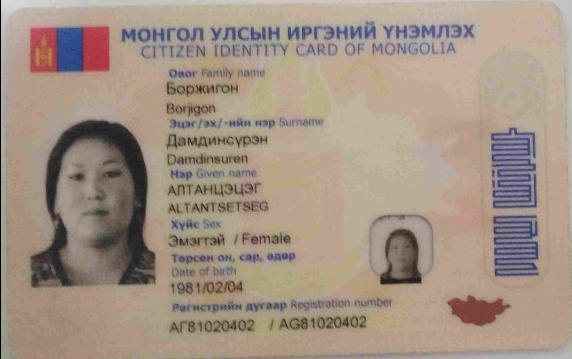 МОНГОЛ УЛСЫН ИРГЭНИЙ ҮНЭМЛЭХ
CITIZEN IDENTITY CARD OF MONGOLIA
Овог Family name
Боржигон
Borjigon
Эцэг/эх/-ийн нэр Surname
Дамдинсүрэн
Damdinsuren
Нэр Given name
АЛТАНЦЭЦЭГ
ALTANTSETSEG
Хүйс Sex
Эмэгтэй / Female
Төрсөн он, сар, өдөр
Date of birth
1981/02/04
Регистрийн дугаар Registration number
АГ81020402 / AG81020402